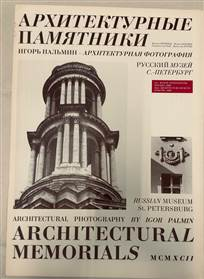 АРХИТЕКТУРНЫЕ
ПАМЯТНИКИ
ИГОРЬ ПАЛЬМИН – АРХИТЕКТУРНАЯ ФОТОГРАФИЯ
РУССКИЙ МУЗЕЙ
С.-ПЕТЕРБУРГ
RUSSIAN MUSEUM
ST. PETERSBURG
ARCHITECTURAL PHOTOGRAPHY BY IGOR PALMIN
ARCHITECTURAL
MEMORIALS
MCMXCII